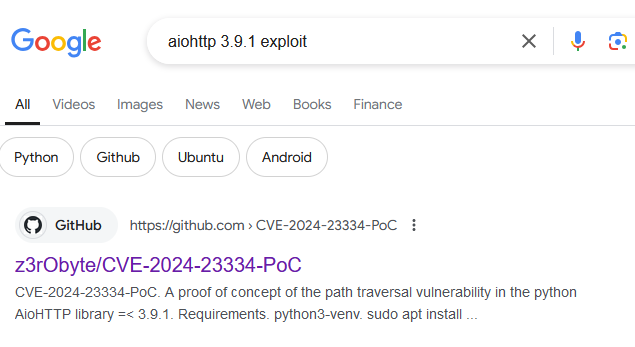 Google
aiohttp 3.9.1 exploit
All Videos Images News Web Books Finance
Python Github Ubuntu Android
GitHub https://github.com › CVE-2024-23334-PoC
z3rObyte/CVE-2024-23334-PoC
CVE-2024-23334-PoC. A proof of concept of the path traversal vulnerability in the python
AioHTTP library =< 3.9.1. Requirements. python3-venv. sudo apt install ...